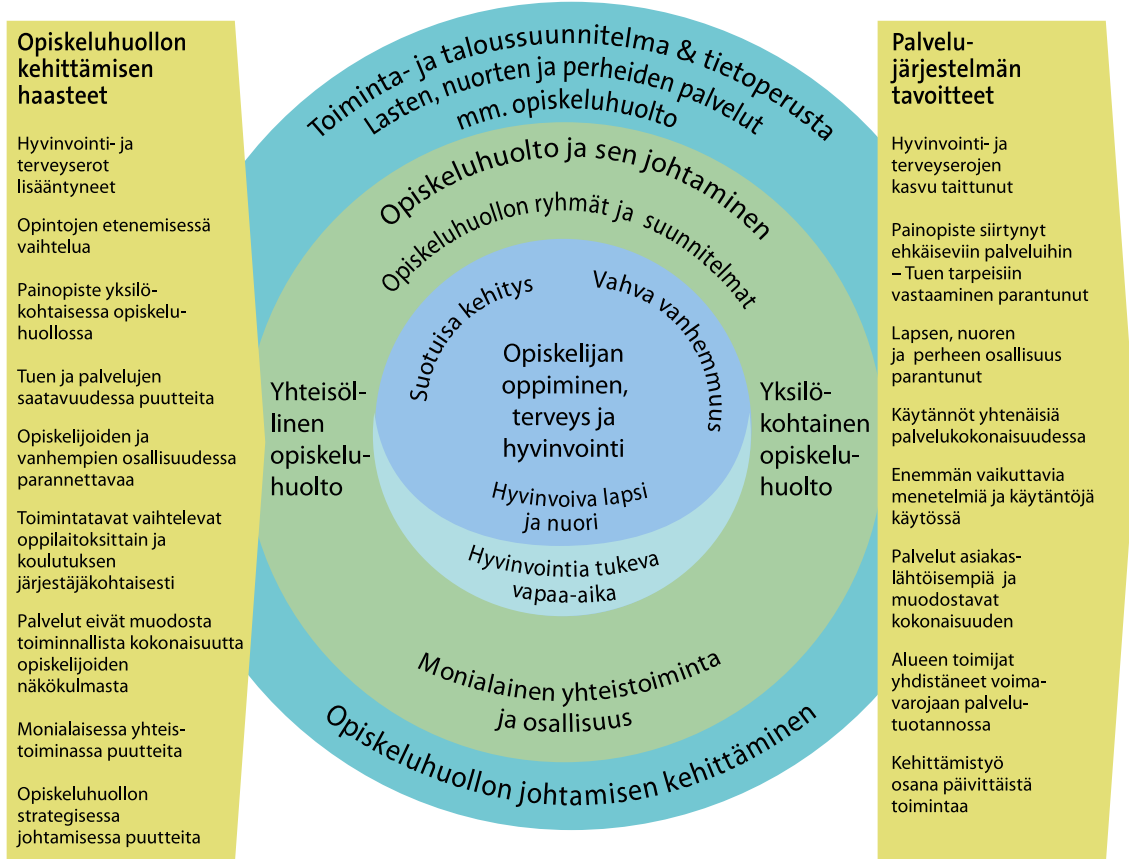 Opiskeluhuollon
kehittämisen
haasteet
Hyvinvointi- ja
terveyserot
lisääntyneet
Opintojen etenemisessä
vaihtelua
Painopiste yksilö-
kohtaisessa opiskelu-
huollossa
Tuen ja palvelujen
saatavuudessa puutteita
Opiskelijoiden ja
vanhempien osallisuudessa
parannettavaa
Toimintatavat vaihtelevat
oppilaitoksittain ja
koulutuksen
järjestäjäkohtaisesti
Palvelut eivät muodosta
toiminnallista kokonaisuutta
opiskelijoiden
näkökulmasta
Monialaisessa yhteis-
toiminassa puutteita
Opiskeluhuollon
strategisessa
johtamisessa puutteita
Toiminta- ja taloussuunnitelma & tietoperusta
Lasten, nuorten ja perheiden palvelut
mm. opiskeluhuolto
Opiskeluhuolto ja sen johtaminen
Opiskeluhuollon ryhmät ja suunnitelmat
Suotuisa kehitys
Vahva vanhemmuus
Opiskelijan
oppiminen,
terveys ja
hyvinvointi
Yhteisöl-
linen
opiskelu-
huolto
Yksilö-
kohtainen
opiskelu-
huolto
Hyvinvoiva lapsi
ja nuori
Hyvinvointia tukeva
vapaa-aika
Monialainen yhteistoiminta
ja osallisuus
Opiskeluhuollon johtamisen kehittäminen
Palvelu-
järjestelmän
tavoitteet
Hyvinvointi- ja
terveyserojen
kasvu taittunut
Painopiste siirtynyt
ehkäiseviin palveluihin
– Tuen tarpeisiin
vastaaminen parantunut
Lapsen, nuoren
ja perheen osallisuus
parantunut
Käytännöt yhtenäisiä
palvelukokonaisuudessa
Enemmän vaikuttavia
menetelmiä ja käytäntöjä
käytössä
Palvelut asiakas-
lähtöisempiä ja
muodostavat
kokonaisuuden
Alueen toimijat
yhdistäneet voima-
varojaan palvelu-
tuotannossa
Kehittämistyö
osana päivittäistä
toimintaa